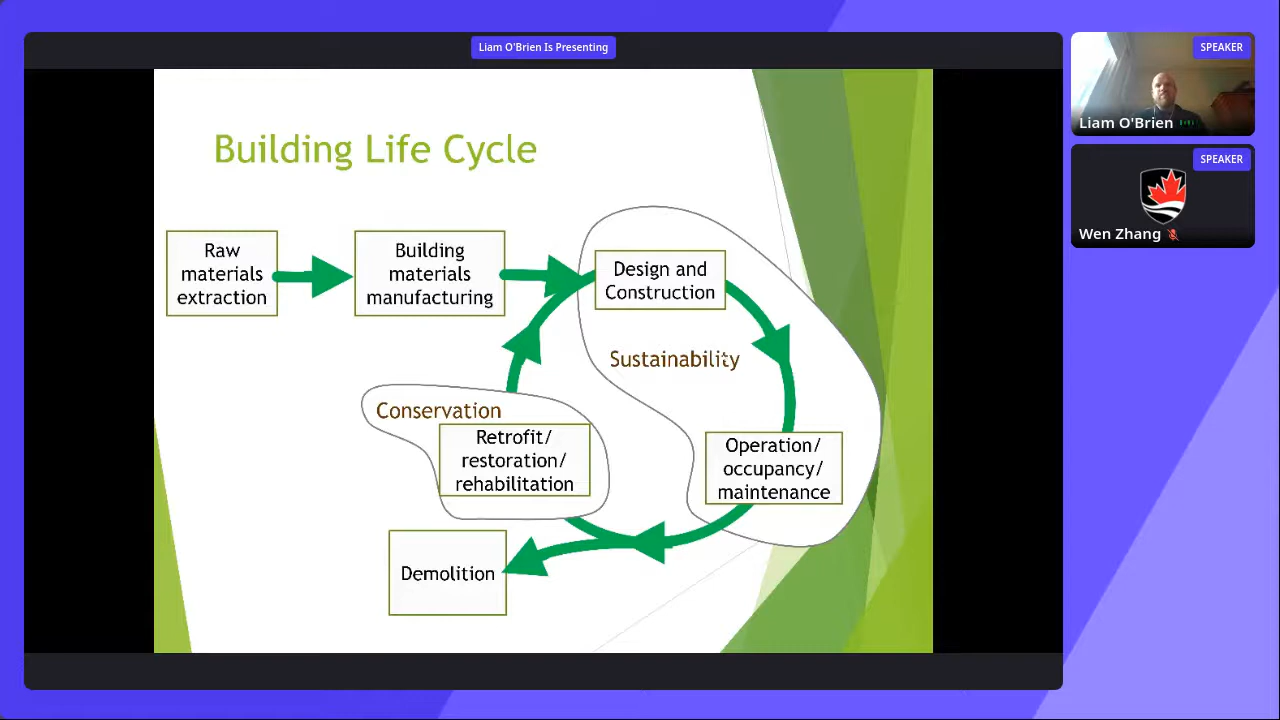 Liam O'Brien Is Presenting
SPEAKER
Liam O'Brien
SPEAKER
Wen Zhang
Building Life Cycle
Raw
materials
extraction
Building
materials
manufacturing
Design and
Construction
Sustainability
Conservation
Retrofit/
restoration/
rehabilitation
Operation/
occupancy/
maintenance
Demolition